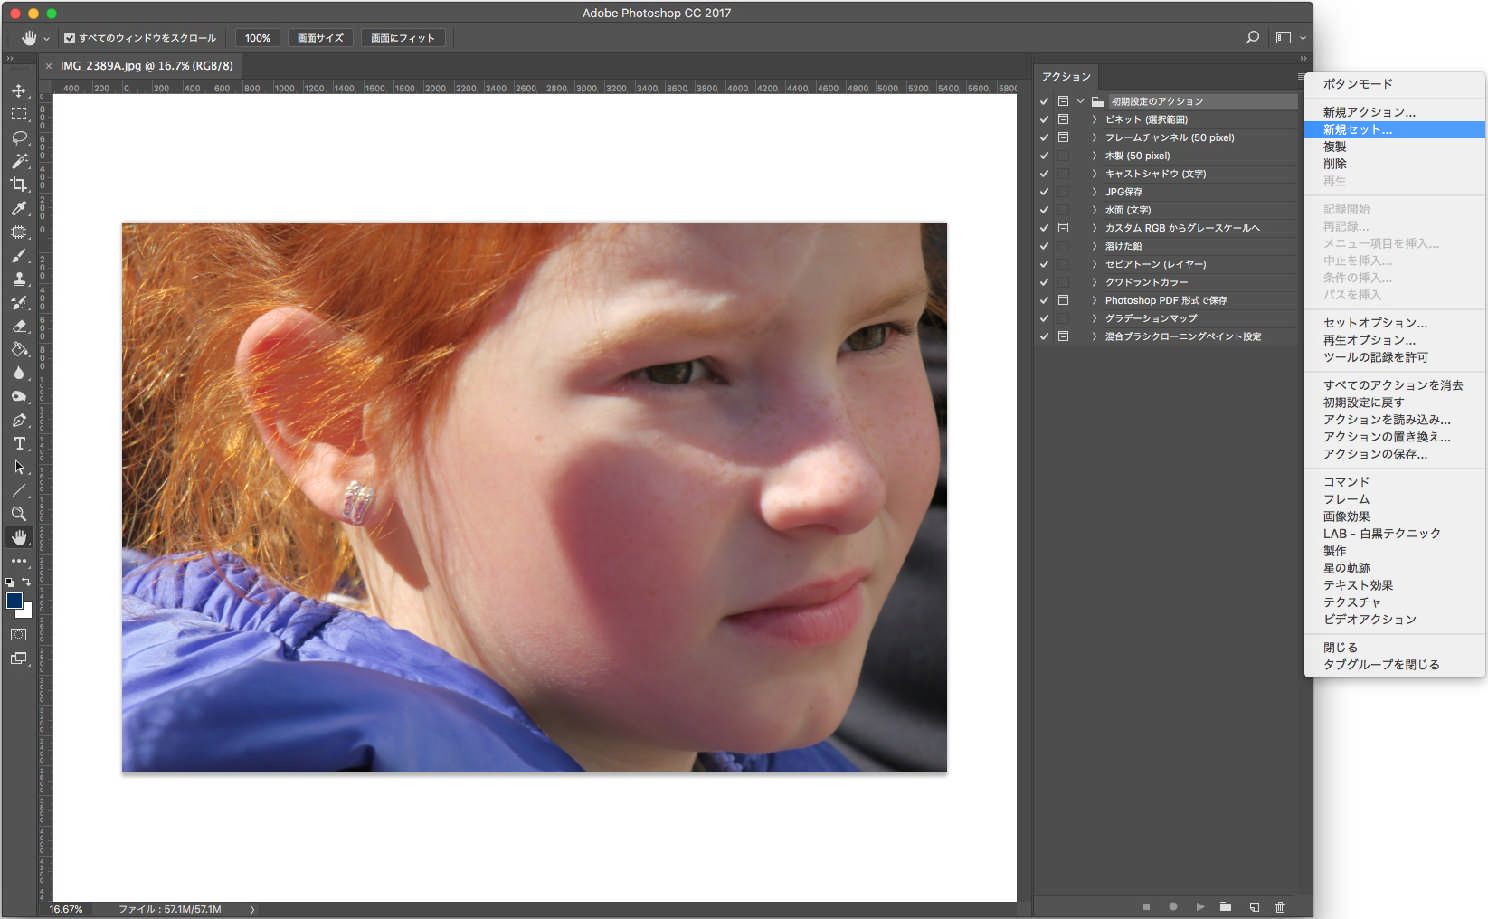 Adobe Photoshop CC 2017
すべてのウィンドウをスクロール 100% 画面サイズ 画面にフィット
× IMG_2389A.jpg @ 16.7% (RGB/8)
400 200 0 200 400 600 800 1000 1200 1400 1600 1800 2000 2200 2400 2600 2800 3000 3200 3400 3600 3800 4000 4200 4400 4600 4800 5000 5200 5400 5600 5800
アクション
初期設定のアクション
ビネット (選択範囲)
フレームチャンネル (50 pixel)
木製 (50 pixel)
キャストシャドウ (文字)
JPG保存
水面 (文字)
カスタム RGB からグレースケールへ
溶けた鉛
セピアトーン (レイヤー)
クワドラントカラー
Photoshop PDF 形式で保存
グラデーションマップ
混合ブラシクローニングペイント設定
ボタンモード
新規アクション...
新規セット...
複製
削除
再生
記録開始
再記録...
メニュー項目を挿入...
中止を挿入...
条件の挿入...
パスを挿入
セットオプション...
再生オプション...
ツールの記録を許可
すべてのアクションを消去
初期設定に戻す
アクションを読み込み...
アクションの置き換え...
アクションの保存...
コマンド
フレーム
画像効果
LAB - 白黒テクニック
製作
星の軌跡
テキスト効果
テクスチャ
ビデオアクション
閉じる
タブグループを閉じる
16.67% ファイル : 57.1M/57.1M